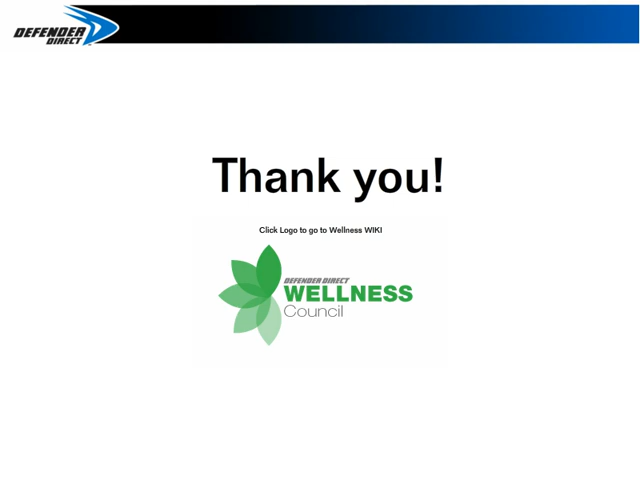 DEFENDER
DIRECT
Thank you!
Click Logo to go to Wellness WIKI
DEFENDER DIRECT
WELLNESS
Council